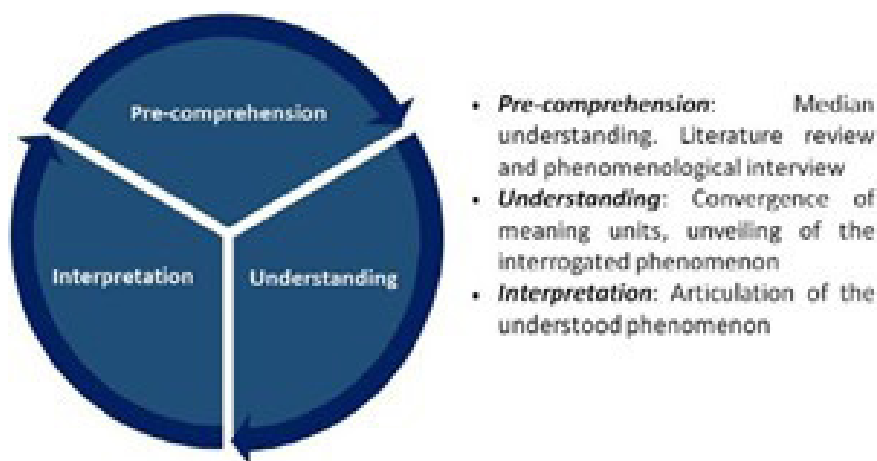 Pre-comprehension
Interpretation
Understanding
• Pre-comprehension: Median
understanding. Literature review
and phenomenological interview
• Understanding: Convergence of
meaning units, unveiling of the
interrogated phenomenon
• Interpretation: Articulation of the
understood phenomenon